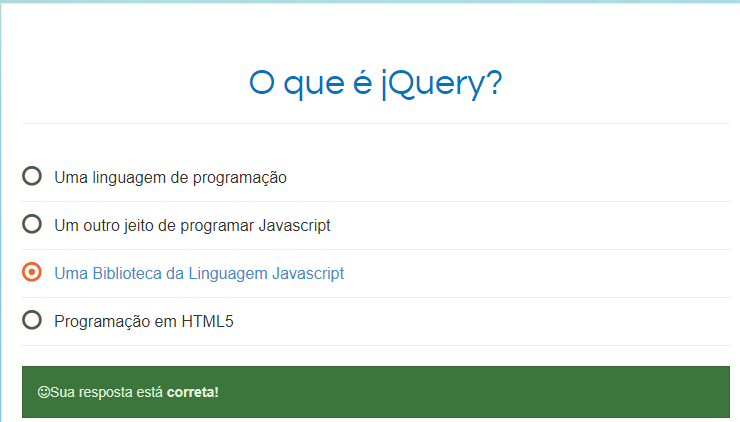 O que é jQuery?
Uma linguagem de programação
Um outro jeito de programar Javascript
Uma Biblioteca da Linguagem Javascript
Programação em HTML5
Sua resposta está correta!